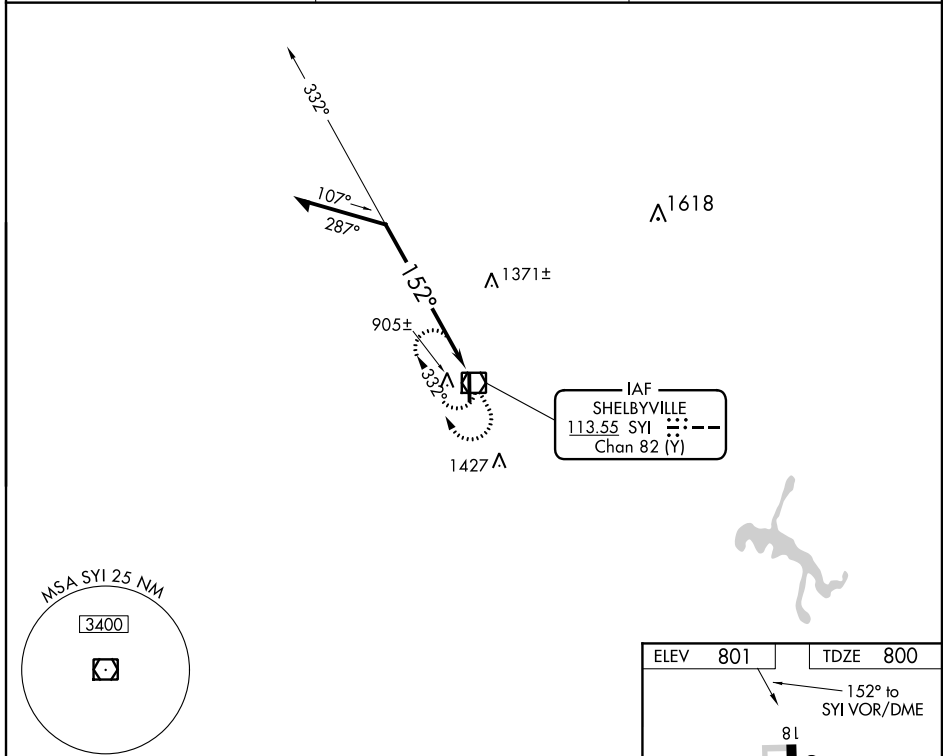 332°
107°
287°
152°
1618
1371±
905±
332°
IAF
SHELBYVILLE
113.55 SYI
Chan 82 (Y)
1427
MSA SYI 25 NM
3400
ELEV 801
TDZE 800
152° to
SYI VOR/DME
18